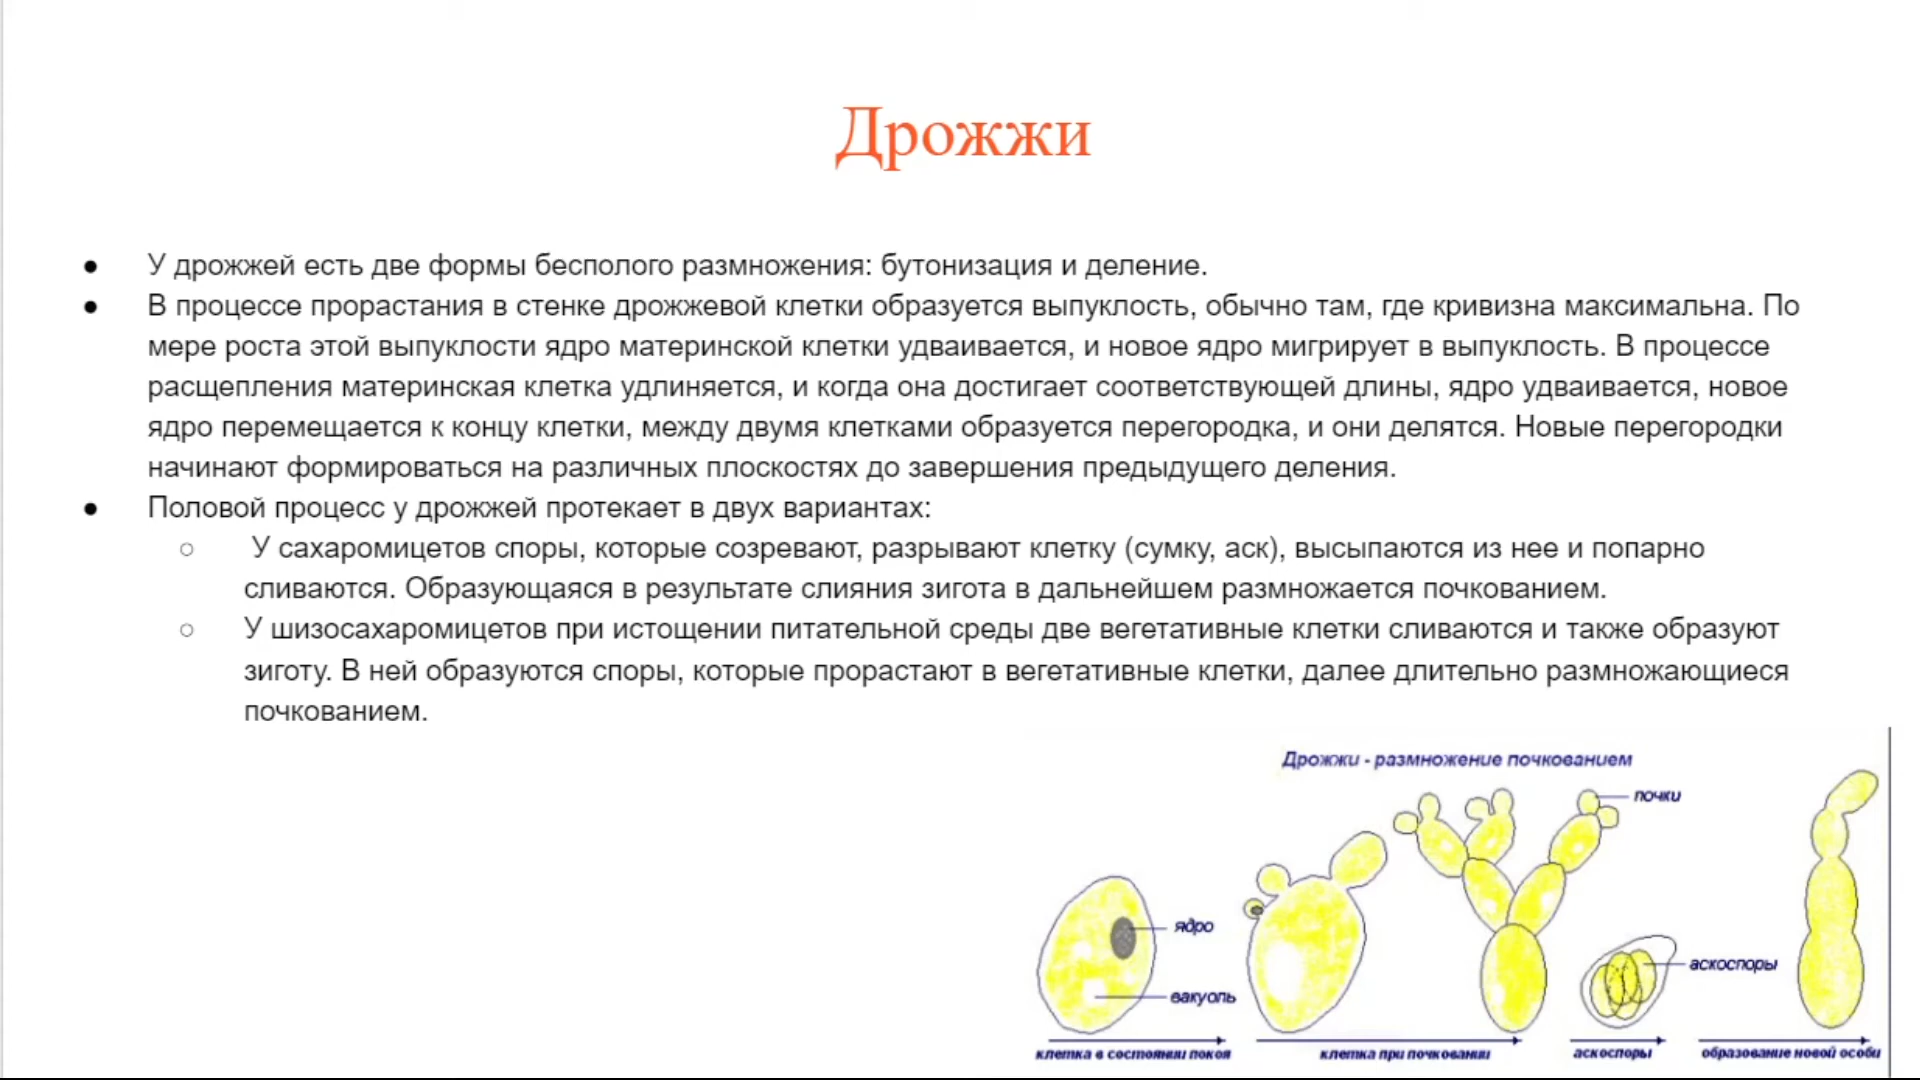 Дрожжи
● У дрожжей есть две формы бесполого размножения: бутонизация и деление.
● В процессе прорастания в стенке дрожжевой клетки образуется выпуклость, обычно там, где кривизна максимальна. По
мере роста этой выпуклости ядро материнской клетки удваивается, и новое ядро мигрирует в выпуклость. В процессе
расщепления материнская клетка удлиняется, и когда она достигает соответствующей длины, ядро удваивается, новое
ядро перемещается к концу клетки, между двумя клетками образуется перегородка, и они делятся. Новые перегородки
начинают формироваться на различных плоскостях до завершения предыдущего деления.
● Половой процесс у дрожжей протекает в двух вариантах:
○ У сахаромицетов споры, которые созревают, разрывают клетку (сумку, аск), высыпаются из нее и попарно
сливаются. Образующаяся в результате слияния зигота в дальнейшем размножается почкованием.
○ У шизосахаромицетов при истощении питательной среды две вегетативные клетки сливаются и также образуют
зиготу. В ней образуются споры, которые прорастают в вегетативные клетки, далее длительно размножающиеся
почкованием.
Дрожжи - размножение почкованием
почки
ядро
аскоспоры
вакуоль
клетка в состоянии покоя
клетка при почковании
аскоспоры
образование новой особи